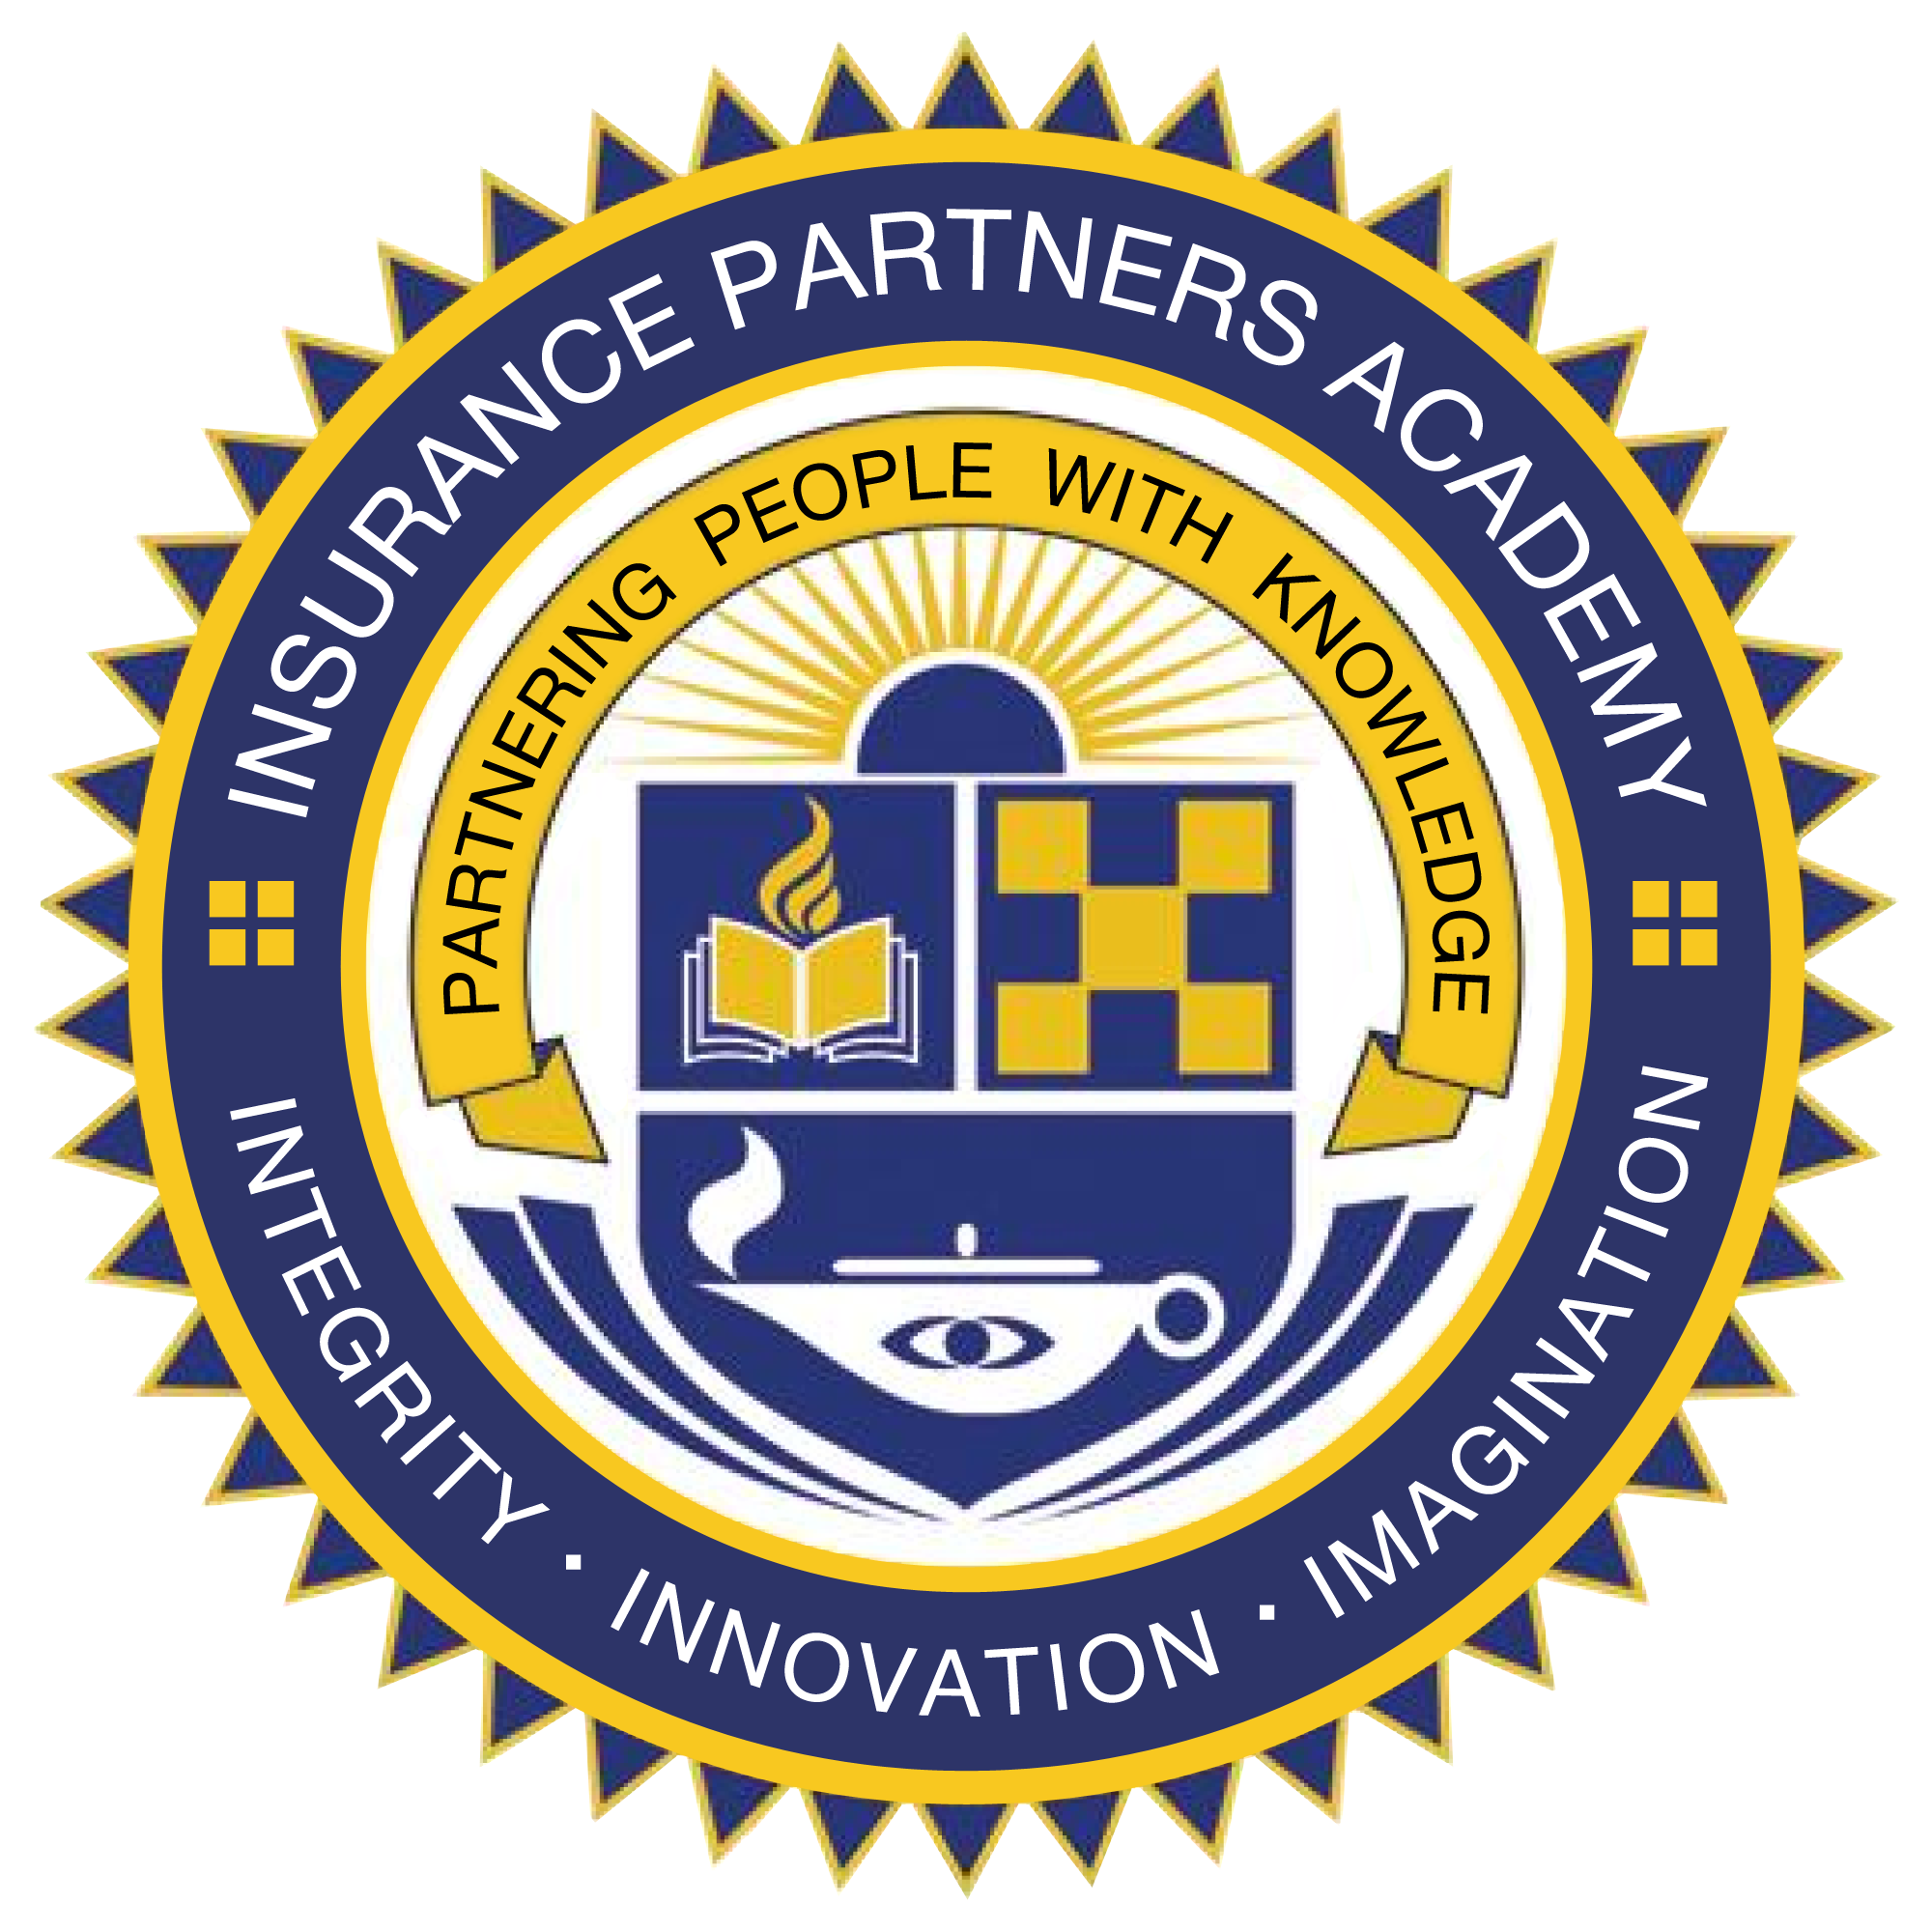 INSURANCE PARTNERS ACADEMY
PARTNERING PEOPLE WITH KNOWLEDGE
INTEGRITY · INNOVATION · IMAGINATION